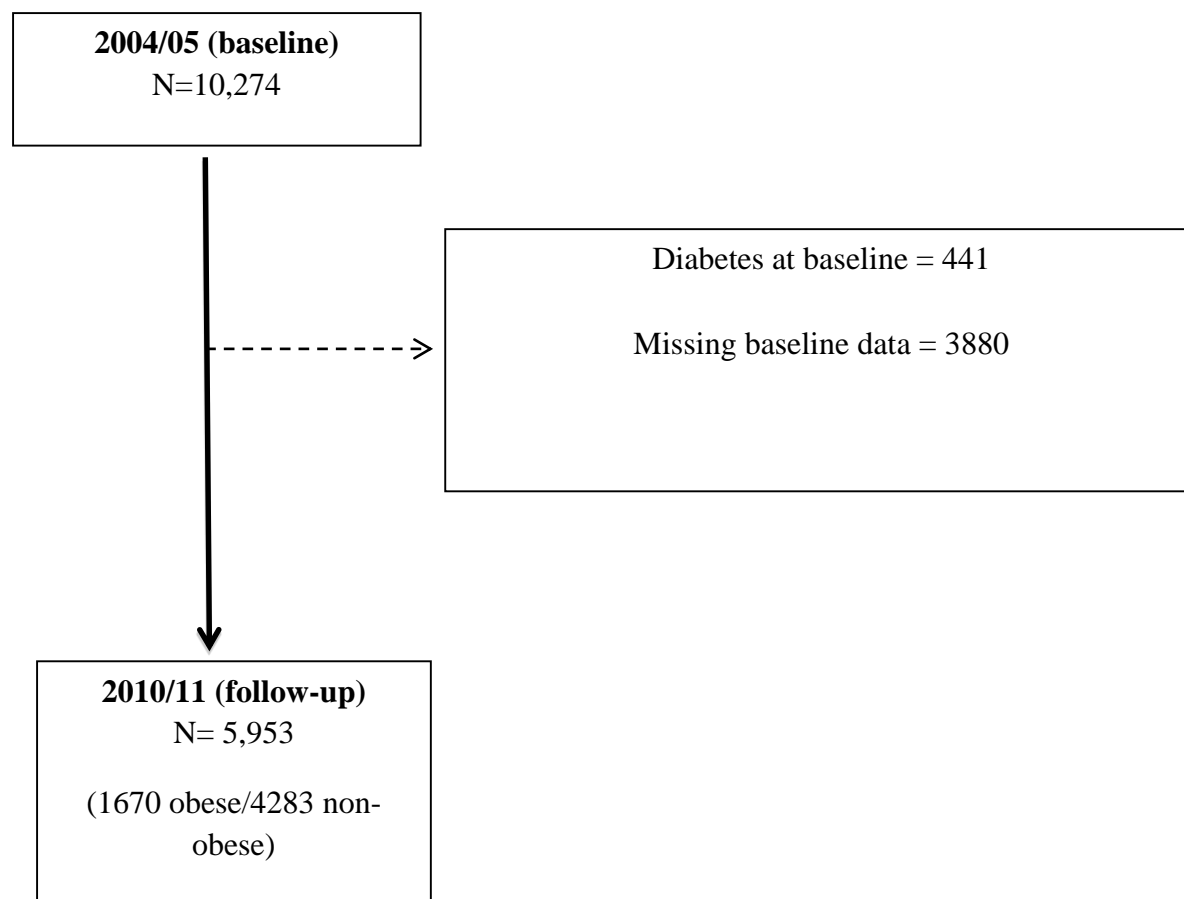 2004/05 (baseline)
N=10,274
Diabetes at baseline = 441
Missing baseline data = 3880
2010/11 (follow-up)
N= 5,953
(1670 obese/4283 non-
obese)